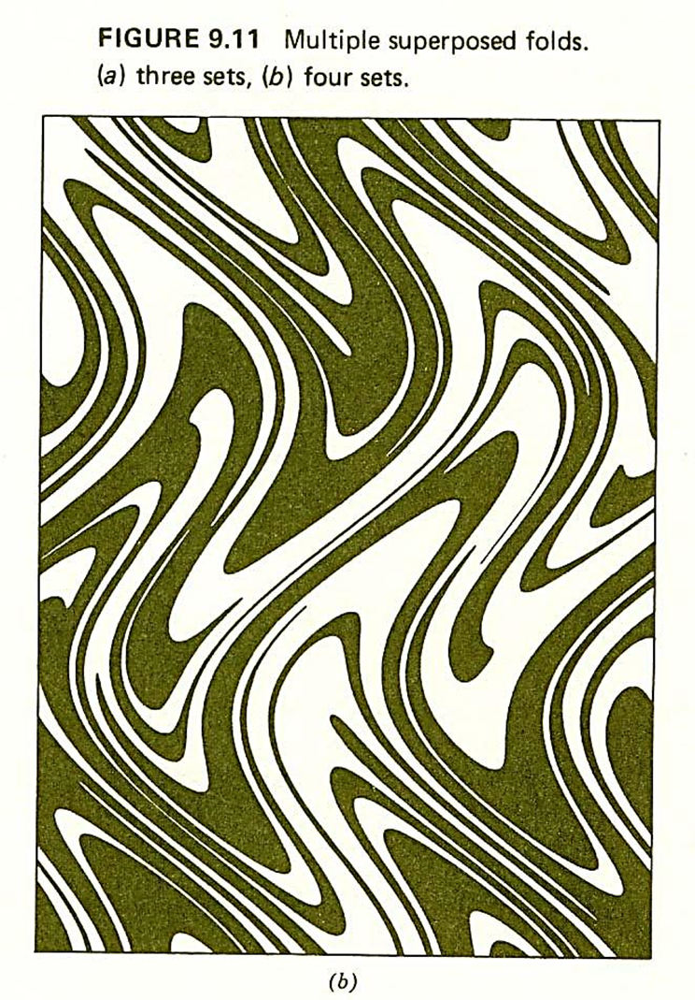 FIGURE 9.11 Multiple superposed folds.
(a) three sets, (b) four sets.
(b)